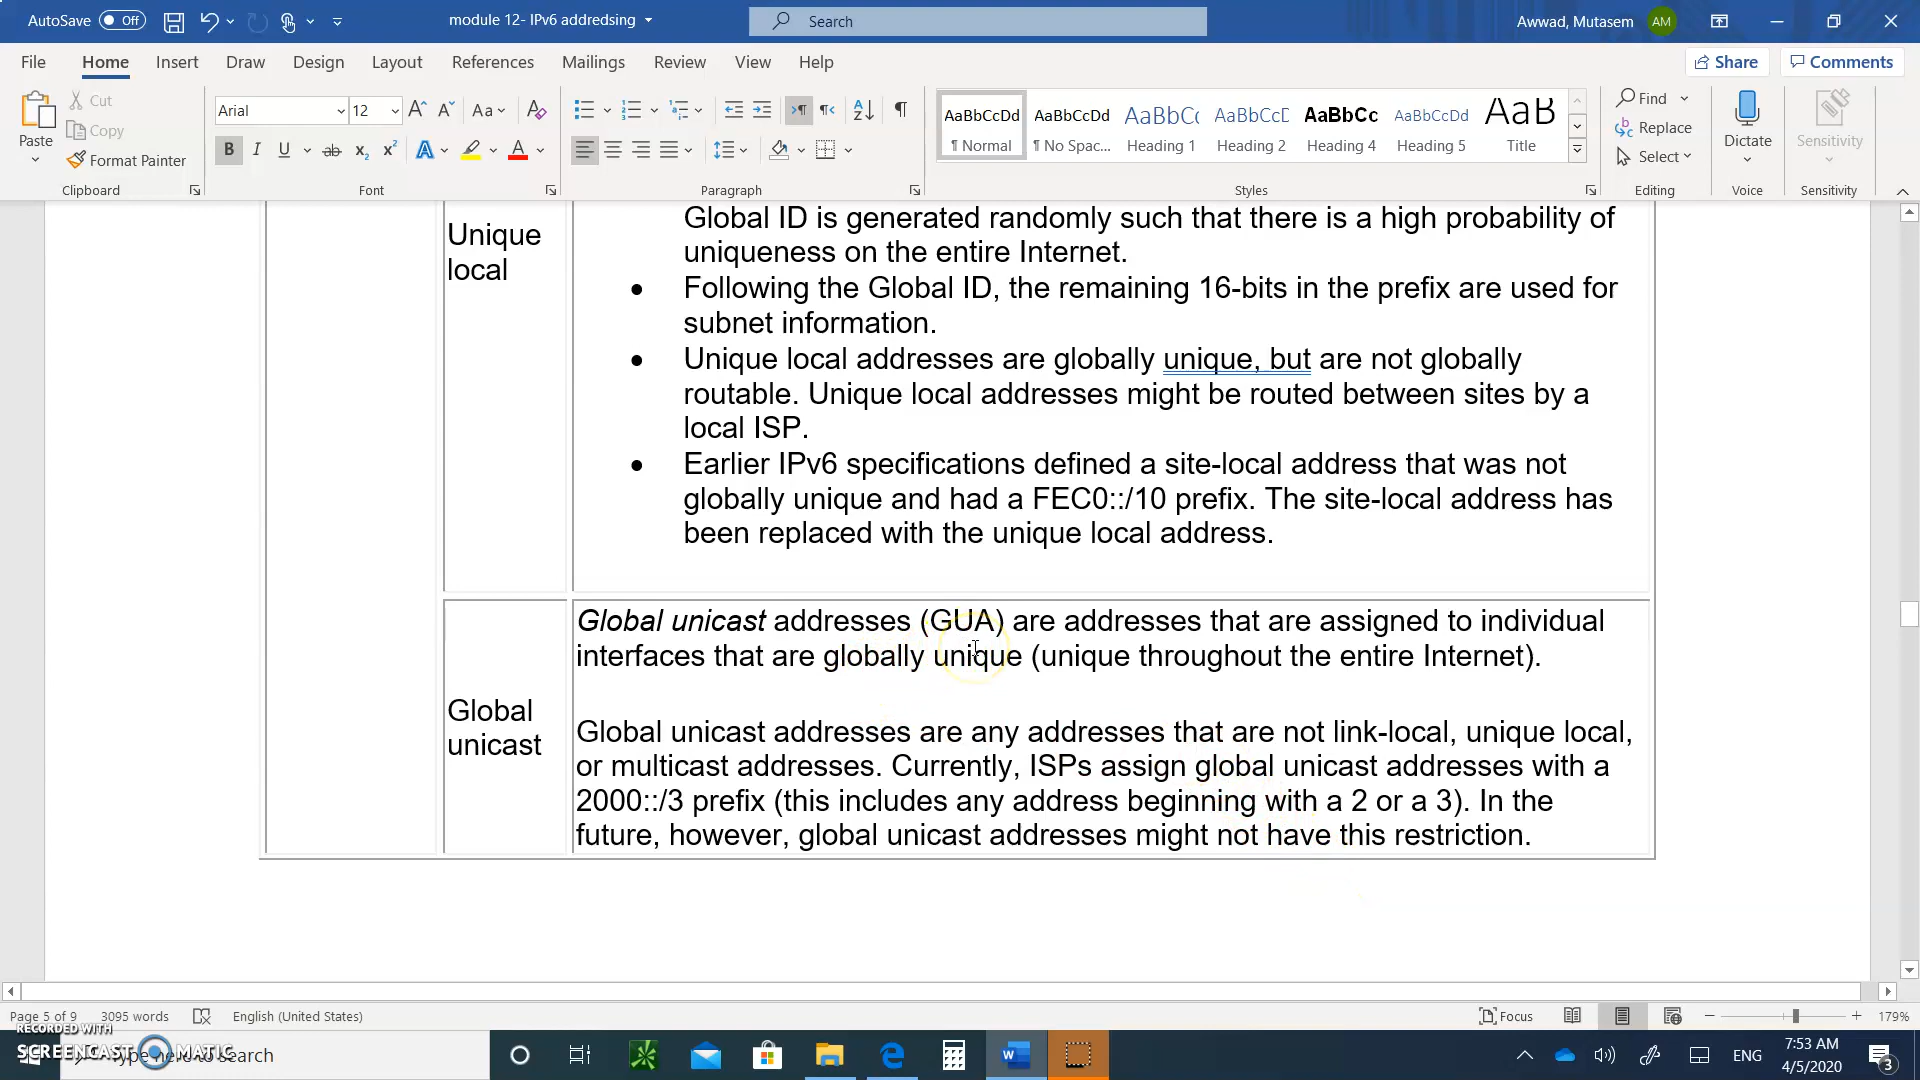 AutoSave Off
module 12- IPv6 addredsing
Search
Awwad, Mutasem AM
File Home Insert Draw Design Layout References Mailings Review View Help
Share Comments
Paste
Cut
Copy
Format Painter
Clipboard
Arial 12
Font
Paragraph
AaBbCcDd AaBbCcDd AaBbCc AaBbCcD AaBbCc AaBbCcDd AaB
¶ Normal ¶ No Spac... Heading 1 Heading 2 Heading 4 Heading 5 Title
Styles
Find
Replace
Select
Editing
Dictate
Voice
Sensitivity
Sensitivity
Unique
local
Global ID is generated randomly such that there is a high probability of
uniqueness on the entire Internet.
• Following the Global ID, the remaining 16-bits in the prefix are used for
subnet information.
• Unique local addresses are globally unique, but are not globally
routable. Unique local addresses might be routed between sites by a
local ISP.
• Earlier IPv6 specifications defined a site-local address that was not
globally unique and had a FEC0::/10 prefix. The site-local address has
been replaced with the unique local address.
Global
unicast
Global unicast addresses (GUA) are addresses that are assigned to individual
interfaces that are globally unique (unique throughout the entire Internet).
Global unicast addresses are any addresses that are not link-local, unique local,
or multicast addresses. Currently, ISPs assign global unicast addresses with a
2000::/3 prefix (this includes any address beginning with a 2 or a 3). In the
future, however, global unicast addresses might not have this restriction.
Page 5 of 9 3095 words English (United States)
Focus 179%
RECORDED WITH
SCREENCAST MATIC
Type here to search
ENG
7:53 AM
4/5/2020
3